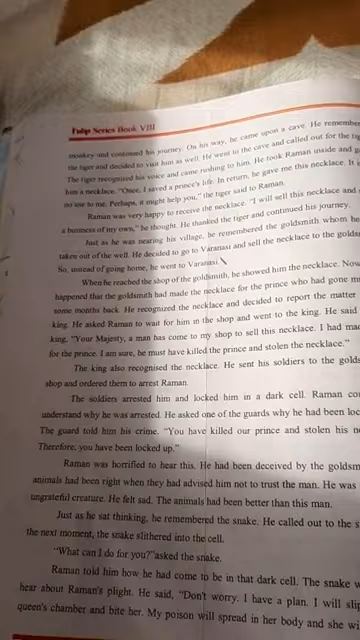 Tulip Series Book VIII
monkey and continued his journey. On his way, he came upon a cave. He remember
the tiger and decided to visit him as well. He went to the cave and called out for the tig
The tiger recognised his voice and came rushing to him. He took Raman inside and g
him a necklace. "Once, I saved a prince's life. In return, he gave me this necklace. It i
no use to me. Perhaps, it might help you," the tiger said to Raman.
Raman was very happy to receive the necklace. "I will sell this necklace and
a business of my own," he thought. He thanked the tiger and continued his journey.
Just as he was nearing his village, he remembered the goldsmith whom he
taken out of the well. He decided to go to Varanasi and sell the necklace to the golds
So, instead of going home, he went to Varanasi.
When he reached the shop of the goldsmith, he showed him the necklace. Now
happened that the goldsmith had made the necklace for the prince who had gone m
some months back. He recognized the necklace and decided to report the matter
king. He asked Raman to wait for him in the shop and went to the king. He said
king, "Your Majesty, a man has come to my shop to sell this necklace. I had mad
for the prince. I am sure, he must have killed the prince and stolen the necklace."
The king also recognised the necklace. He sent his soldiers to the golds
shop and ordered them to arrest Raman.
The soldiers arrested him and locked him in a dark cell. Raman cou
understand why he was arrested. He asked one of the guards why he had been loc
The guard told him his crime. "You have killed our prince and stolen his n
Therefore, you have been locked up."
Raman was horrified to hear this. He had been deceived by the goldsm
animals had been right when they had advised him not to trust the man. He was
ungrateful creature. He felt sad. The animals had been better than this man.
Just as he sat thinking, he remembered the snake. He called out to the s
the next moment, the snake slithered into the cell.
"What can I do for you?"asked the snake.
Raman told him how he had come to be in that dark cell. The snake w
hear about Raman's plight. He said, "Don't worry. I have a plan. I will slip
queen's chamber and bite her. My poison will spread in her body and she wi